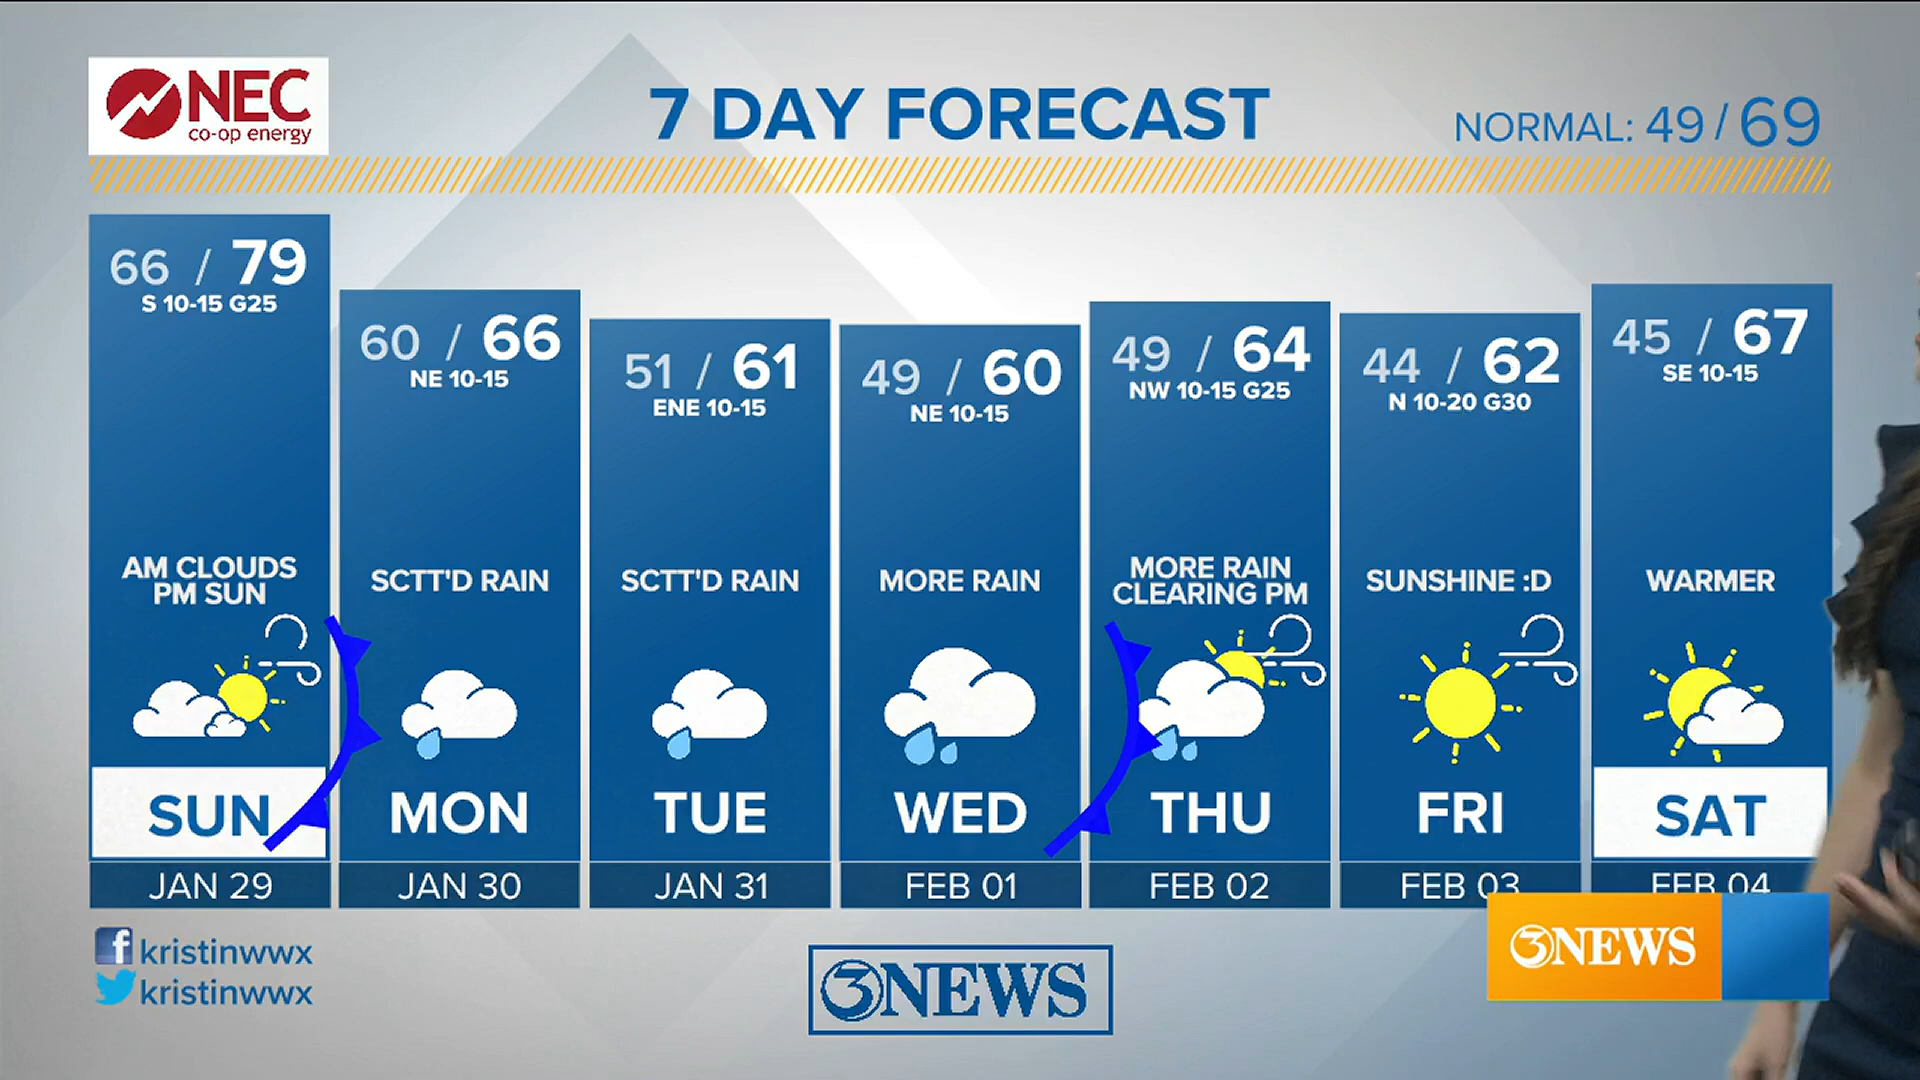 NEC
co-op energy
7 DAY FORECAST
NORMAL: 49 / 69
66 / 79
S 10-15 G25
AM CLOUDS
PM SUN
SUN
JAN 29
60 / 66
NE 10-15
SCTT'D RAIN
MON
JAN 30
51 / 61
ENE 10-15
SCTT'D RAIN
TUE
JAN 31
49 / 60
NE 10-15
MORE RAIN
WED
FEB 01
49 / 64
NW 10-15 G25
MORE RAIN
CLEARING PM
THU
FEB 02
44 / 62
N 10-20 G30
SUNSHINE :D
FRI
FEB 03
45 / 67
SE 10-15
WARMER
SAT
FEB 04
f kristinwwx
kristinwwx
3NEWS
3NEWS